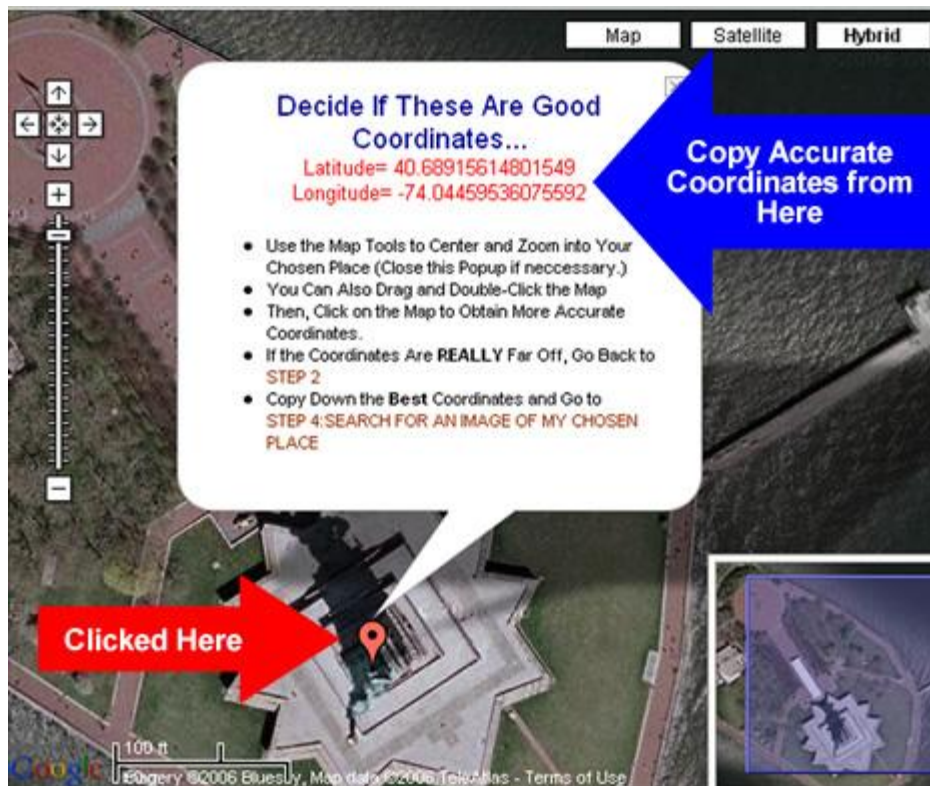 Map Satellite Hybrid
Decide If These Are Good
Coordinates...
Latitude= 40.68915614801549
Longitude= -74.04459536075592
Copy Accurate
Coordinates from
Here
● Use the Map Tools to Center and Zoom into Your
Chosen Place (Close this Popup if neccessary.)
● You Can Also Drag and Double-Click the Map
● Then, Click on the Map to Obtain More Accurate
Coordinates.
● If the Coordinates Are REALLY Far Off, Go Back to
STEP 2
● Copy Down the Best Coordinates and Go to
STEP 4:SEARCH FOR AN IMAGE OF MY CHOSEN
PLACE
Clicked Here
100 ft
Google
©2006 Bluesky, Map data ©2006 TeleAtlas - Terms of Use